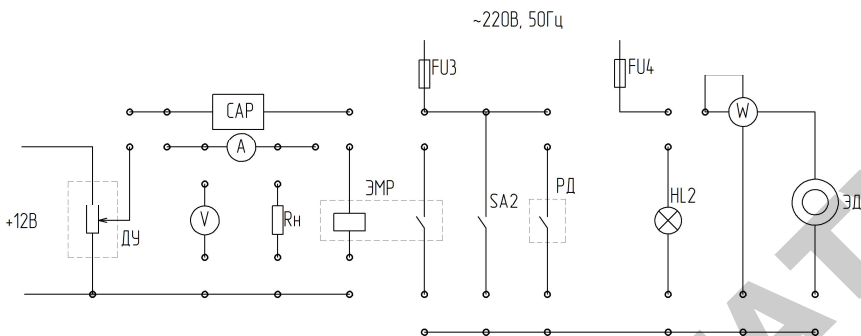 ~220В, 50Гц
FU3
FU4
САР
W
А
ЭМР
РД
HL2
ЭД
SA2
+12В
ДУ
V
Rн